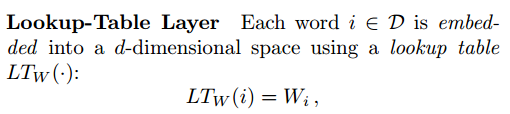 Lookup-Table Layer Each word i ∈ D is embed-
ded into a d-dimensional space using a lookup table
LT_W(·):
LT_W(i) = W_i ,